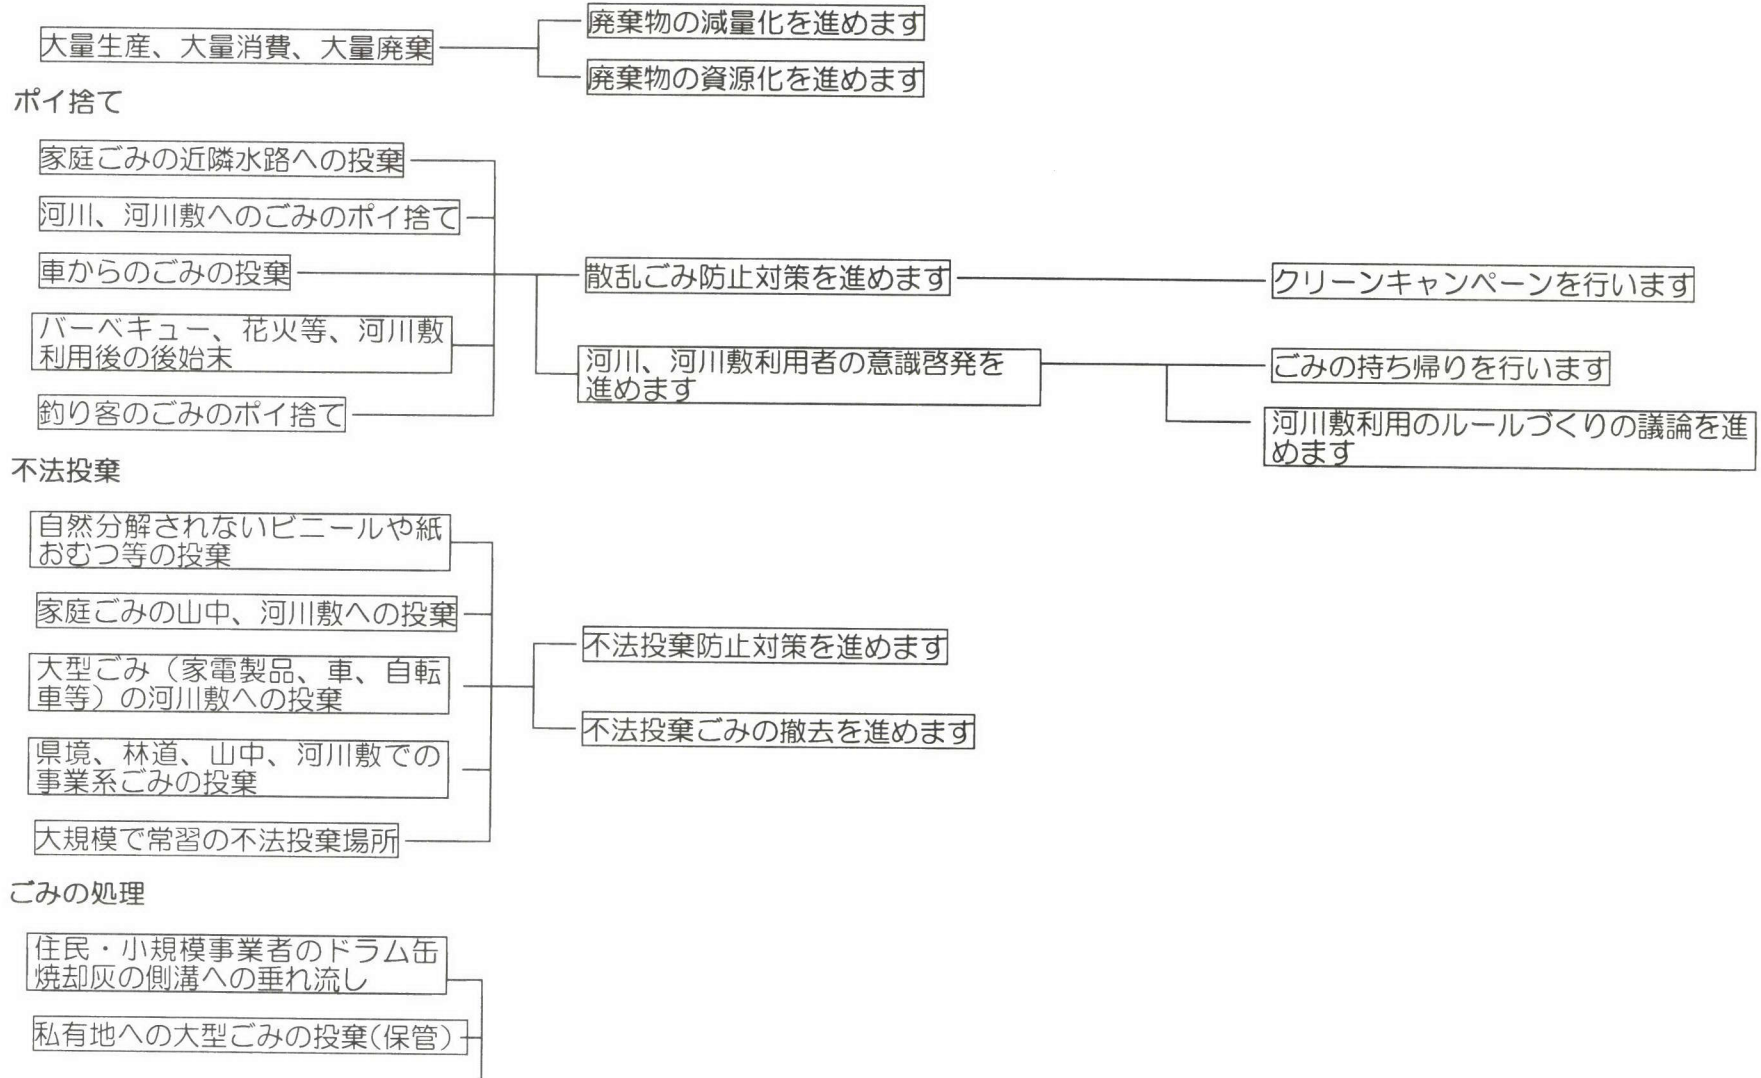 大量生産、大量消費、大量廃棄
廃棄物の減量化を進めます
廃棄物の資源化を進めます
ポイ捨て
家庭ごみの近隣水路への投棄
河川、河川敷へのごみのポイ捨て
車からのごみの投棄
バーベキュー、花火等、河川敷
利用後の後始末
釣り客のごみのポイ捨て
散乱ごみ防止対策を進めます
河川、河川敷利用者の意識啓発を
進めます
クリーンキャンペーンを行います
ごみの持ち帰りを行います
河川敷利用のルールづくりの議論を進
めます
不法投棄
自然分解されないビニールや紙
おむつ等の投棄
家庭ごみの山中、河川敷への投棄
大型ごみ（家電製品、車、自転
車等）の河川敷への投棄
県境、林道、山中、河川敷での
事業系ごみの投棄
大規模で常習の不法投棄場所
不法投棄防止対策を進めます
不法投棄ごみの撤去を進めます
ごみの処理
住民・小規模事業者のドラム缶
焼却灰の側溝への垂れ流し
私有地への大型ごみの投棄(保管)